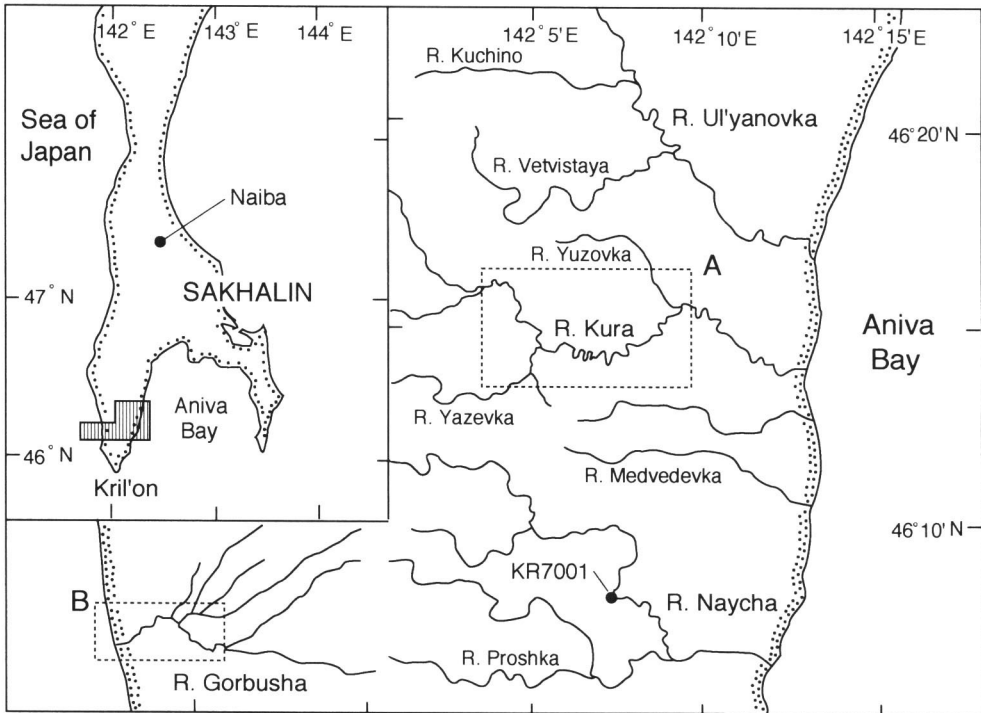 142° E
143° E
144° E
Sea of
Japan
Naiba
47° N
SAKHALIN
Aniva
Bay
46° N
Kril'on
142° 5' E
142° 10' E
142° 15' E
R. Kuchino
R. Ul'yanovka
46° 20' N
R. Vetvistaya
R. Yuzovka
A
R. Kura
Aniva
Bay
R. Yazevka
R. Medvedevka
46° 10' N
KR7001
B
R. Naycha
R. Proshka
R. Gorbusha